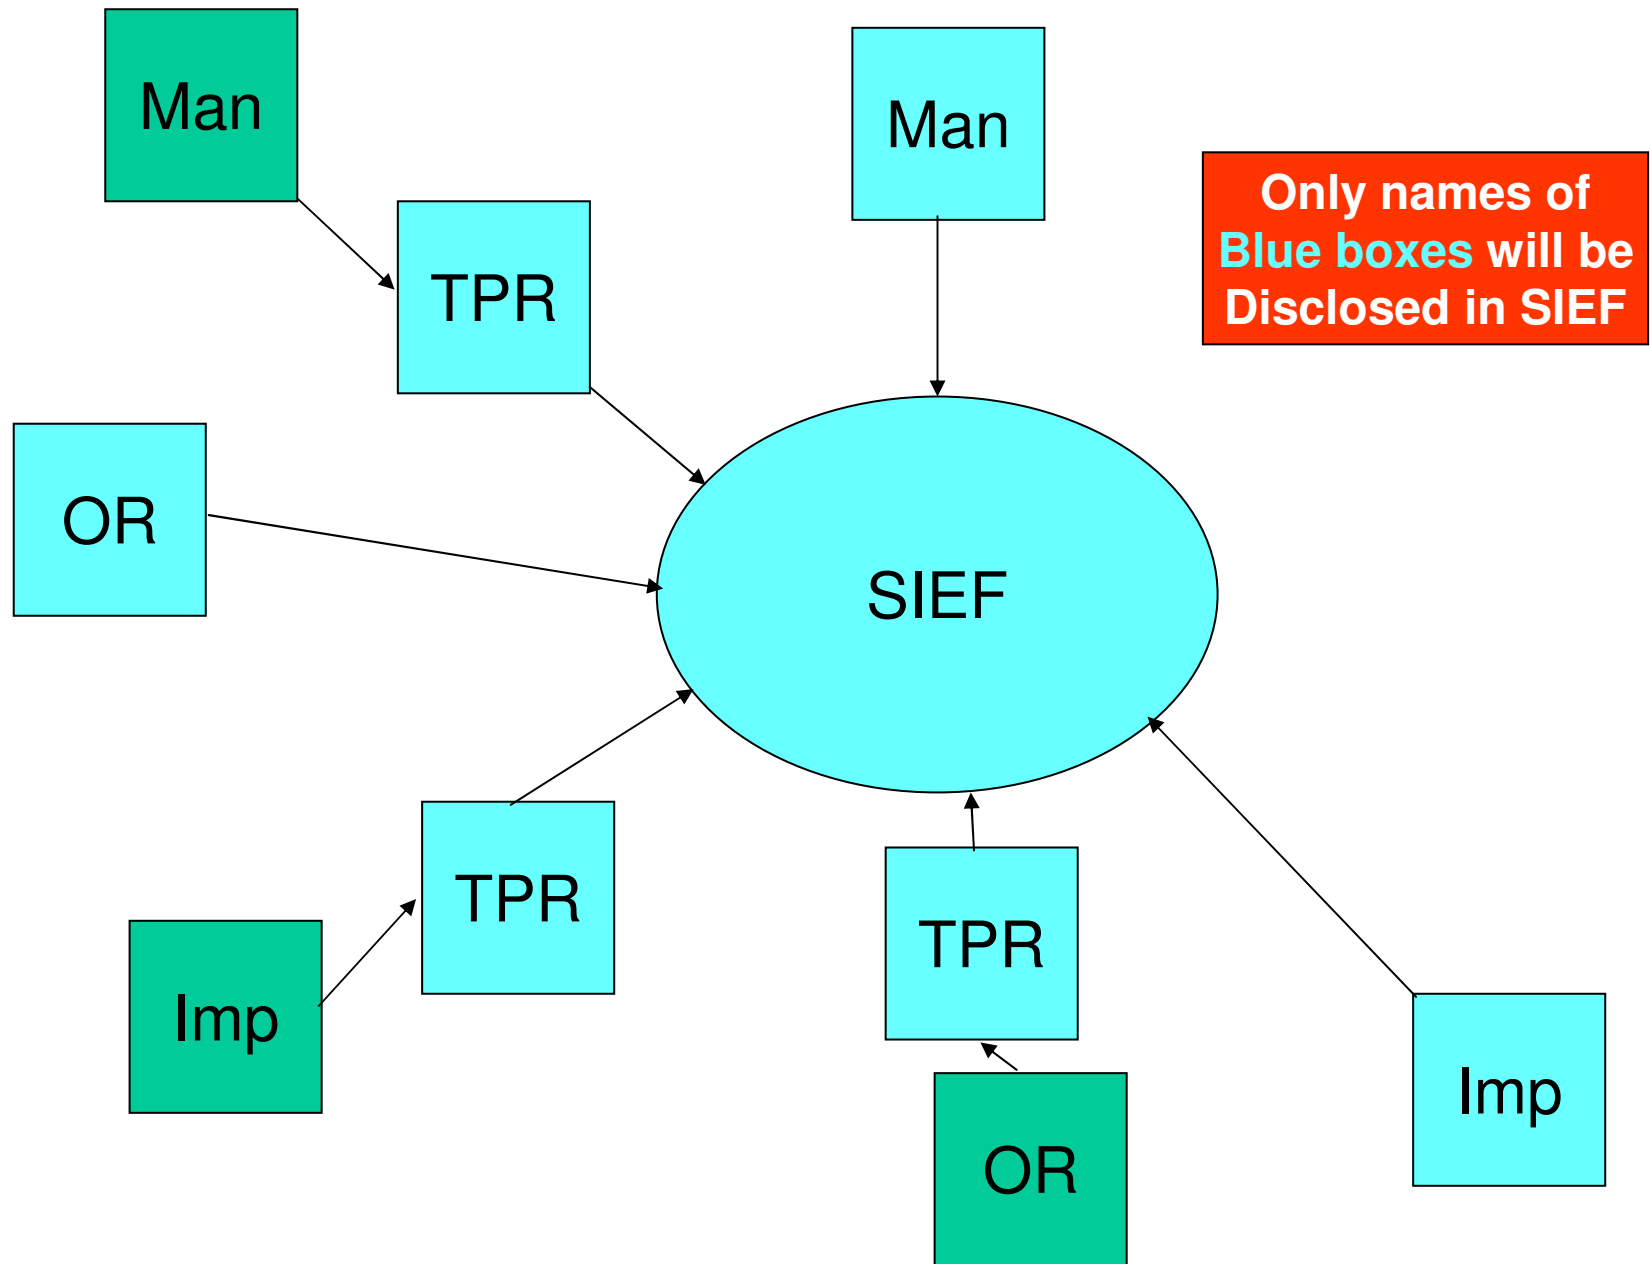 Man
Man
Only names of
Blue boxes will be
Disclosed in SIEF
TPR
OR
SIEF
TPR
TPR
Imp
Imp
OR